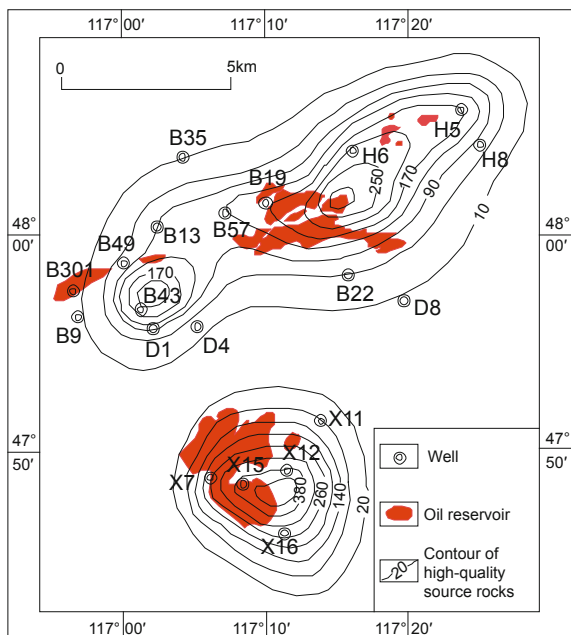 117° 00′ 117° 10′ 117° 20′
0 5km
B35
H5
H6
H8
B19
250
170
90
10
B57
B13
48°
00′
48°
00′
B49
B301
170
B43
B22
D8
B9
D1
D4
X11
47°
50′
47°
50′
X12
X15
X7
380
260
140
20
X16
Well
Oil reservoir
20
Contour of
high-quality
source rocks
117° 00′ 117° 10′ 117° 20′